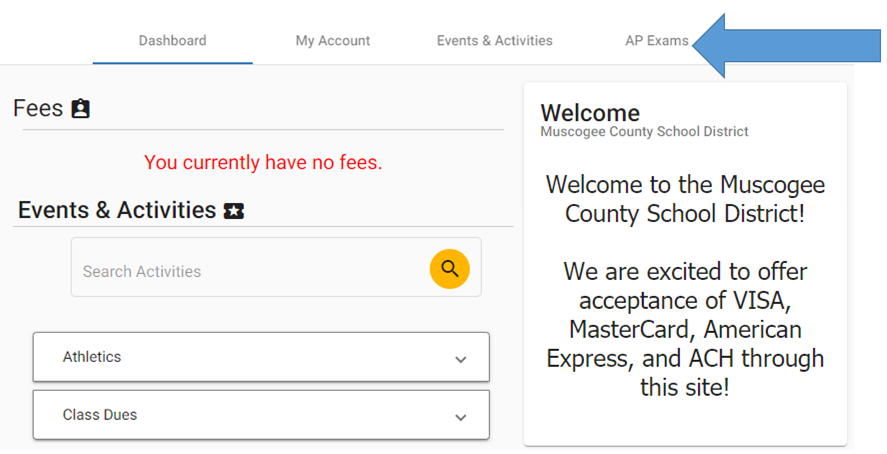 Dashboard My Account Events & Activities AP Exams
Fees
You currently have no fees.
Events & Activities
Search Activities
Athletics
Class Dues
Welcome
Muscogee County School District
Welcome to the Muscogee
County School District!
We are excited to offer
acceptance of VISA,
MasterCard, American
Express, and ACH through
this site!